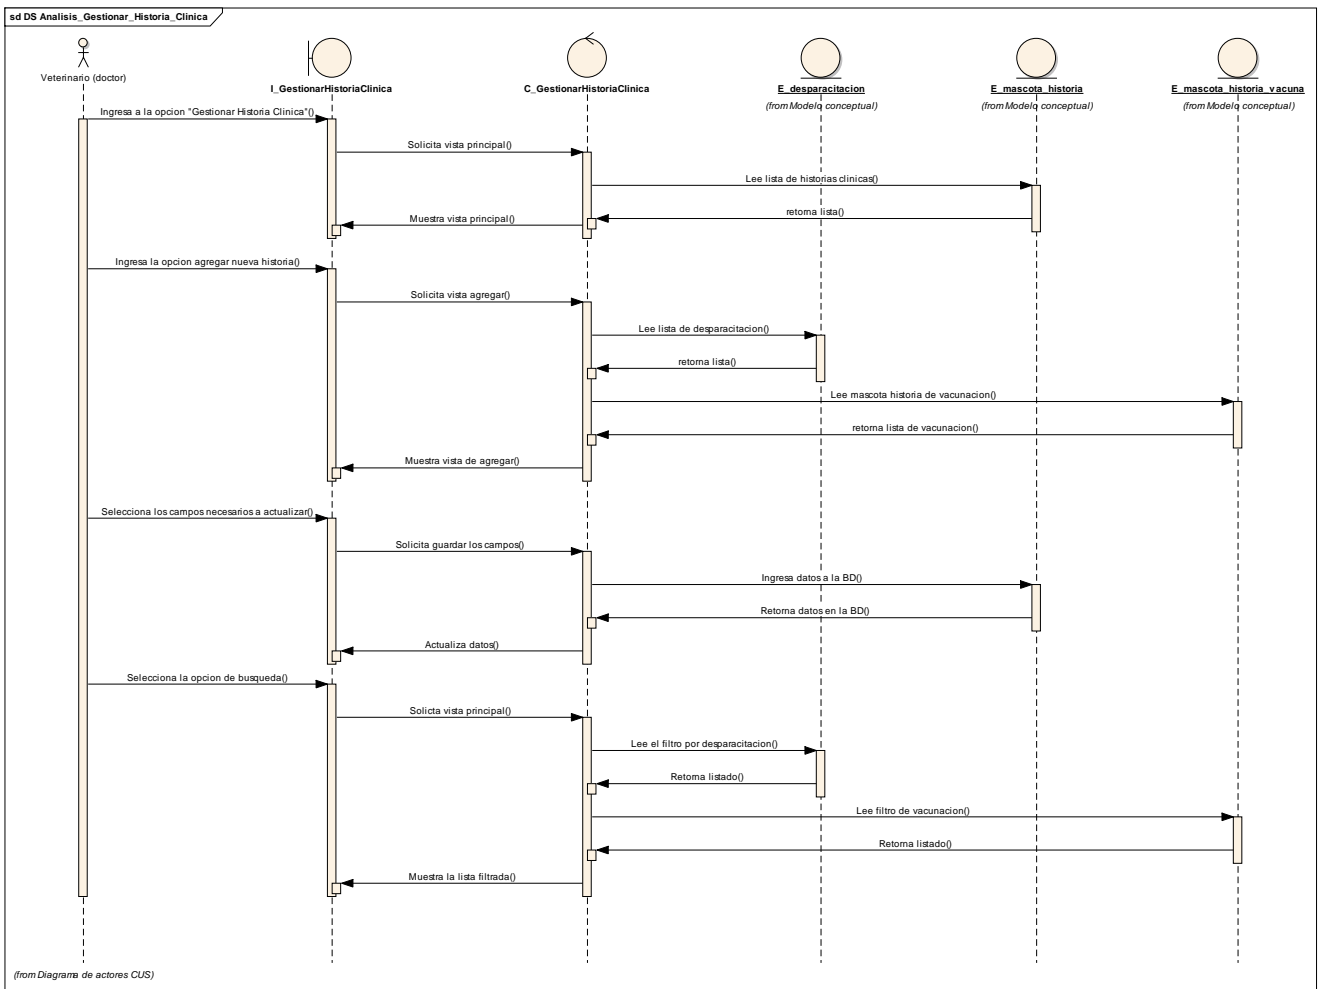 sd DS Analisis_Gestionar_Historia_Clinica
Veterinario (doctor)
I_GestionarHistoriaClinica
C_GestionarHistoriaClinica
E_desparacitacion
E_mascota_historia
E_mascota_historia_vacuna
(from Modelo conceptual)
(from Modelo conceptual)
(from Modelo conceptual)
Ingresa a la opcion "Gestionar Historia Clinica"()
Solicita vista principal()
Lee lista de historias clinicas()
retorna lista()
Muestra vista principal()
Ingresa la opcion agregar nueva historia()
Solicita vista agregar()
Lee lista de desparacitacion()
retorna lista()
Lee mascota historia de vacunacion()
retorna lista de vacunacion()
Muestra vista de agregar()
Selecciona los campos necesarios a actualizar()
Solicita guardar los campos()
Ingresa datos a la BD()
Retorna datos en la BD()
Actualiza datos()
Selecciona la opcion de busqueda()
Solicta vista principal()
Lee el filtro por desparacitacion()
Retorna listado()
Lee filtro de vacunacion()
Retorna listado()
Muestra la lista filtrada()
(from Diagrama de actores CUS)